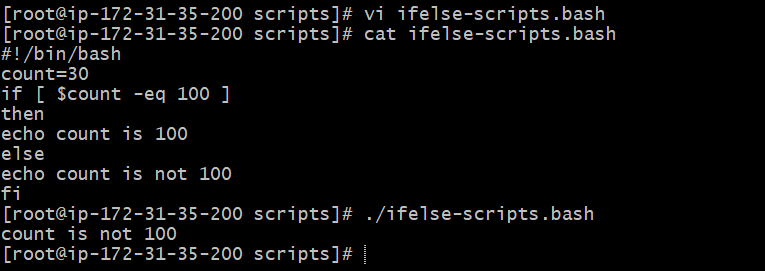 [root@ip-172-31-35-200 scripts]# vi ifelse-scripts.bash
[root@ip-172-31-35-200 scripts]# cat ifelse-scripts.bash
#!/bin/bash
count=30
if [ $count -eq 100 ]
then
echo count is 100
else
echo count is not 100
fi
[root@ip-172-31-35-200 scripts]# ./ifelse-scripts.bash
count is not 100
[root@ip-172-31-35-200 scripts]#